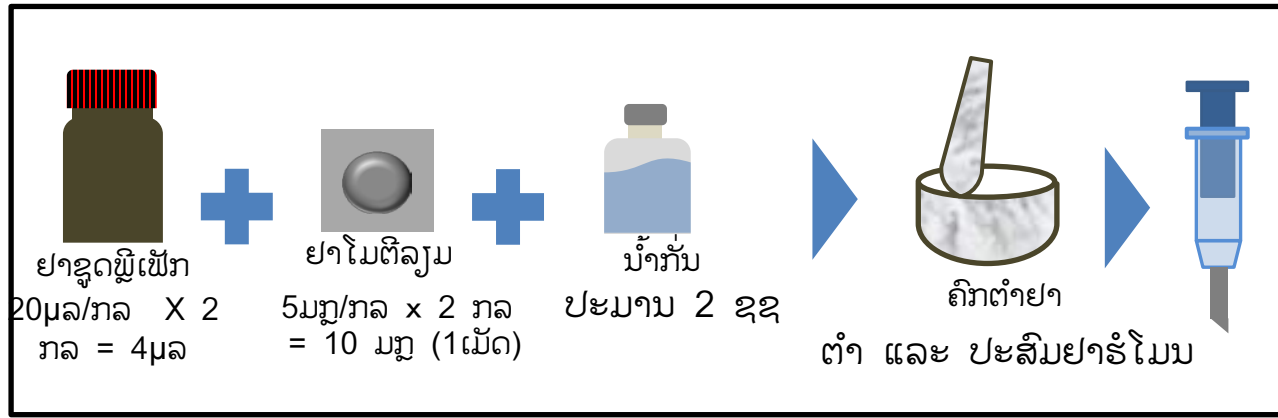 ຢາຊູດພຼີເຟັກ
20µລ/ກລ X 2
ກລ = 4µລ
ຢາໂມຕີລຽມ
5ມກ/ກລ x 2 ກລ
= 10 ມກ (1ເມັດ)
ນ້ຳກັ່ນ
ປະມານ 2 ຊຊ
ຄົກຕຳຢາ
ຕຳ ແລະ ປະສົມຢາຮໍໂມນ